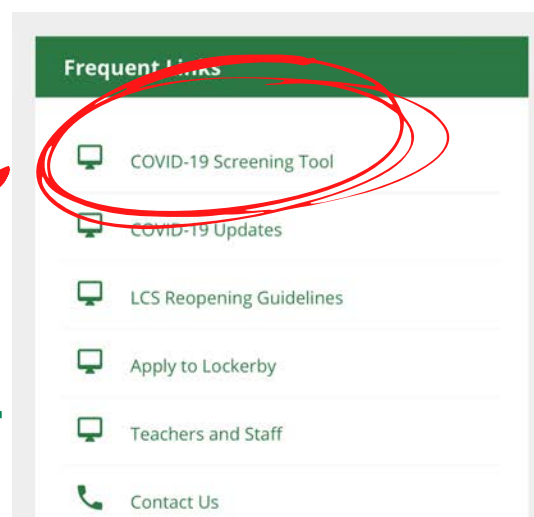 Frequent Links
COVID-19 Screening Tool
COVID-19 Updates
LCS Reopening Guidelines
Apply to Lockerby
Teachers and Staff
Contact Us